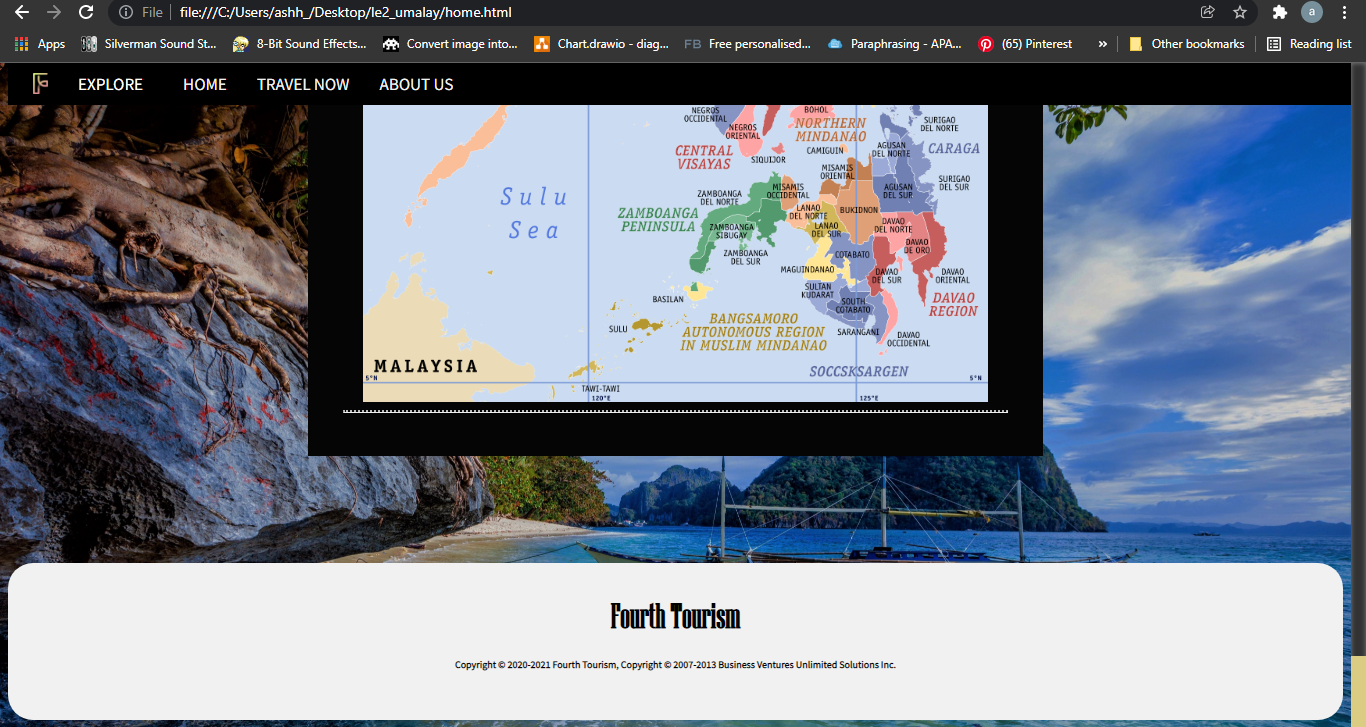 File
file:///C:/Users/ashh_/Desktop/le2_umalay/home.html
a
Apps
Silverman Sound St...
8-Bit Sound Effects...
Convert image into...
Chart.drawio - diag...
FB Free personalised...
Paraphrasing - APA...
(65) Pinterest
»
Other bookmarks
Reading list
EXPLORE
HOME
TRAVEL NOW
ABOUT US
NEGROS
OCCIDENTAL
NEGROS
ORIENTAL
BOHOL
NORTHERN
MINDANAO
CENTRAL
VISAYAS
SIQUIJOR
CAMIGUIN
SURIGAO
DEL NORTE
AGUSAN
DEL NORTE
CARAGA
MISAMIS
ORIENTAL
SURIGAO
DEL SUR
AGUSAN
DEL SUR
Sulu
Sea
ZAMBOANGA
DEL NORTE
MISAMIS
OCCIDENTAL
ZAMBOANGA
PENINSULA
LANAO
DEL NORTE
BUKIDNON
ZAMBOANGA
SIBUGAY
LANAO
DEL SUR
DAVAO
DEL NORTE
DAVAO
DE ORO
ZAMBOANGA
DEL SUR
COTABATO
MAGUINDANAO
DAVAO
DEL SUR
DAVAO
ORIENTAL
SULTAN
KUDARAT
BASILAN
SOUTH
COTABATO
DAVAO
REGION
SULU
BANGSAMORO
AUTONOMOUS REGION
IN MUSLIM MINDANAO
SARANGANI
DAVAO
OCCIDENTAL
MALAYSIA
SOCCSKSARGEN
5°N
5°N
TAWI-TAWI
120°E
125°E
Fourth Tourism
Copyright © 2020-2021 Fourth Tourism, Copyright © 2007-2013 Business Ventures Unlimited Solutions Inc.